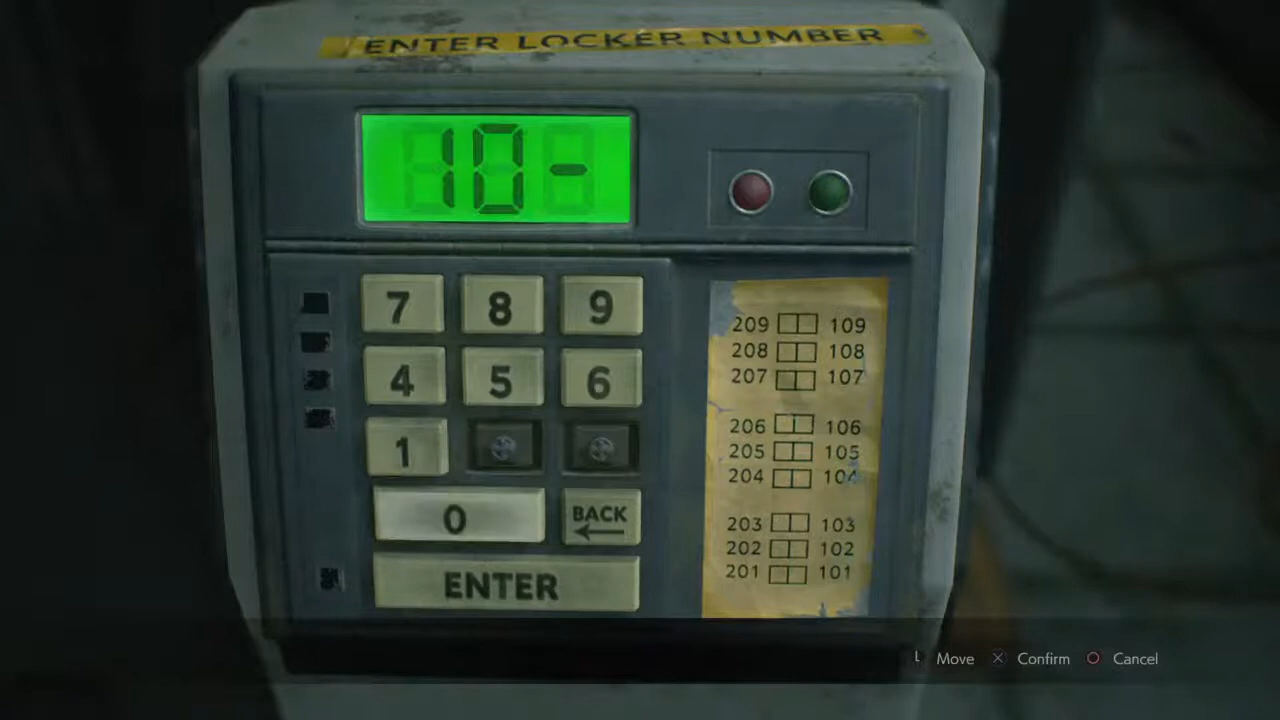 ENTER LOCKER NUMBER
10-
7 8 9
4 5 6
1
0 BACK
ENTER
209 109
208 108
207 107
206 106
205 105
204 104
203 103
202 102
201 101
L Move Confirm Cancel